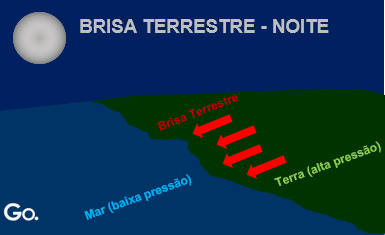 BRISA TERRESTRE - NOITE
Brisa Terrestre
Terra (alta pressão)
Mar (baixa pressão)
Go.